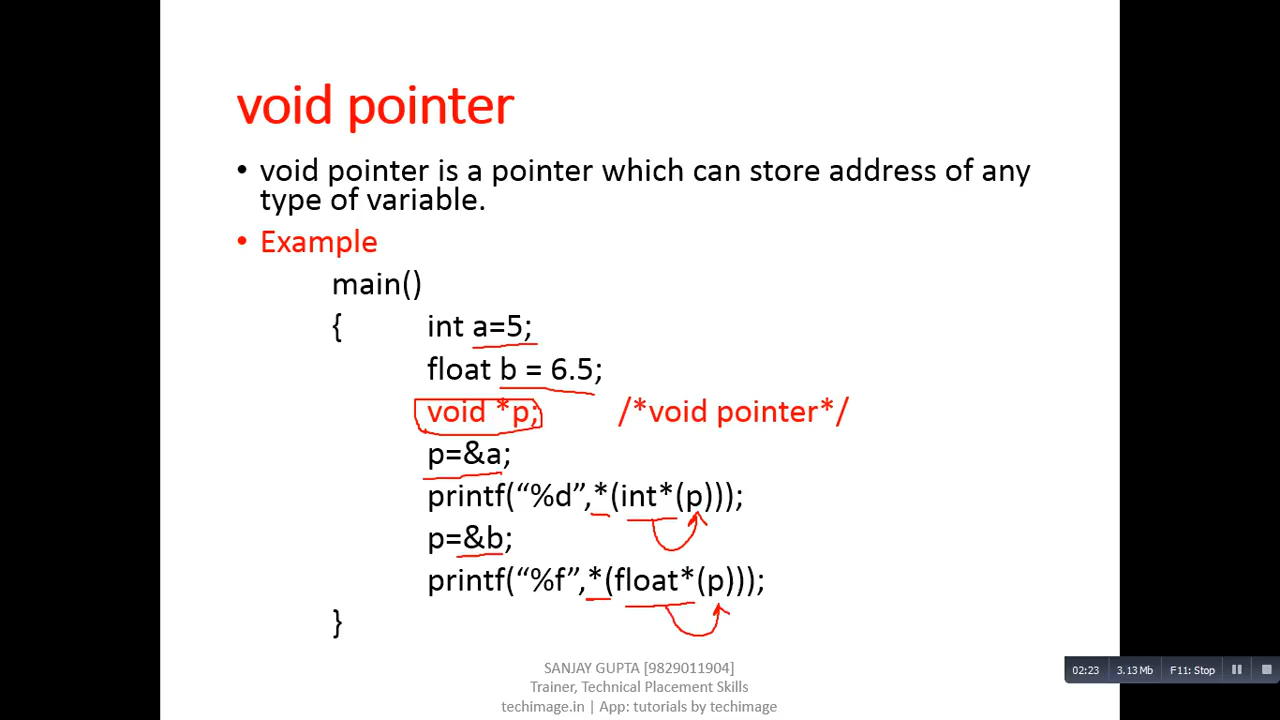 void pointer
• void pointer is a pointer which can store address of any
type of variable.
• Example
main()
{ int a=5;
float b = 6.5;
void *p; /*void pointer*/
p=&a;
printf(“%d”,*(int*(p)));
p=&b;
printf(“%f”,*(float*(p)));
}
SANJAY GUPTA [9829011904]
Trainer, Technical Placement Skills
techimage.in | App: tutorials by techimage
02:23 3.13 Mb F11: Stop